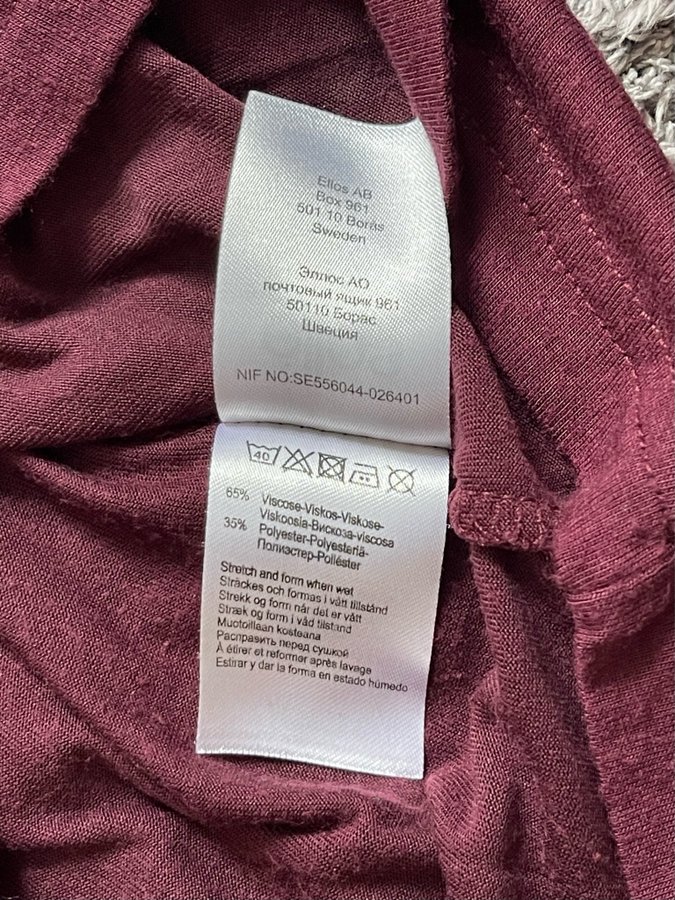 Ellos AB
Box 961
501 10 Borås
Sweden
Эллос АО
почтовый ящик 961
50110 Борас
Швеция
NIF NO:SE556044-026401
40
65% Viscose-Viskos-Viskose-
Viskoosia-Вискоза-viscosa
35% Polyester-Polyesteriä-
Полиэстер-Poliéster
Stretch and form when wet
Sträckes och formas i vått tillstånd
Strekk og form når det er vått
Stræk og form i våd tilstand
Muotoillaan kosteana
Расправить перед сушкой
À étirer et reformer après lavage
Estirar y dar la forma en estado húmedo